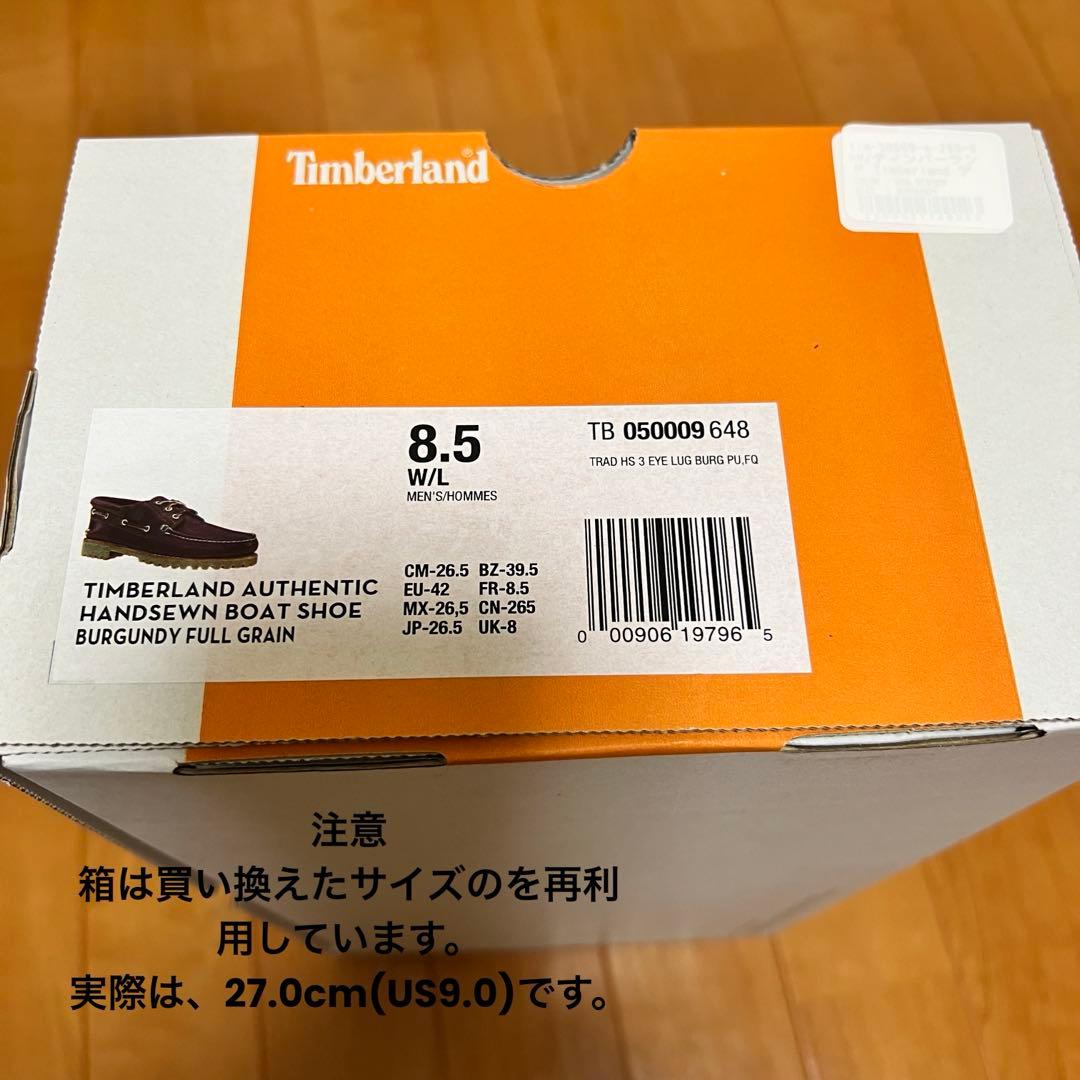 Timberland
8.5
W/L
MEN'S/HOMMES
TB 050009 648
TRAD HS 3 EYE LUG BURG PU,FQ
TIMBERLAND AUTHENTIC
HANDSEWN BOAT SHOE
BURGUNDY FULL GRAIN
CM-26.5 BZ-39.5
EU-42 FR-8.5
MX-26,5 CN-265
JP-26.5 UK-8
0 00906 19796 5
注意
箱は買い換えたサイズのを再利
用しています。
実際は、27.0cm(US9.0)です。